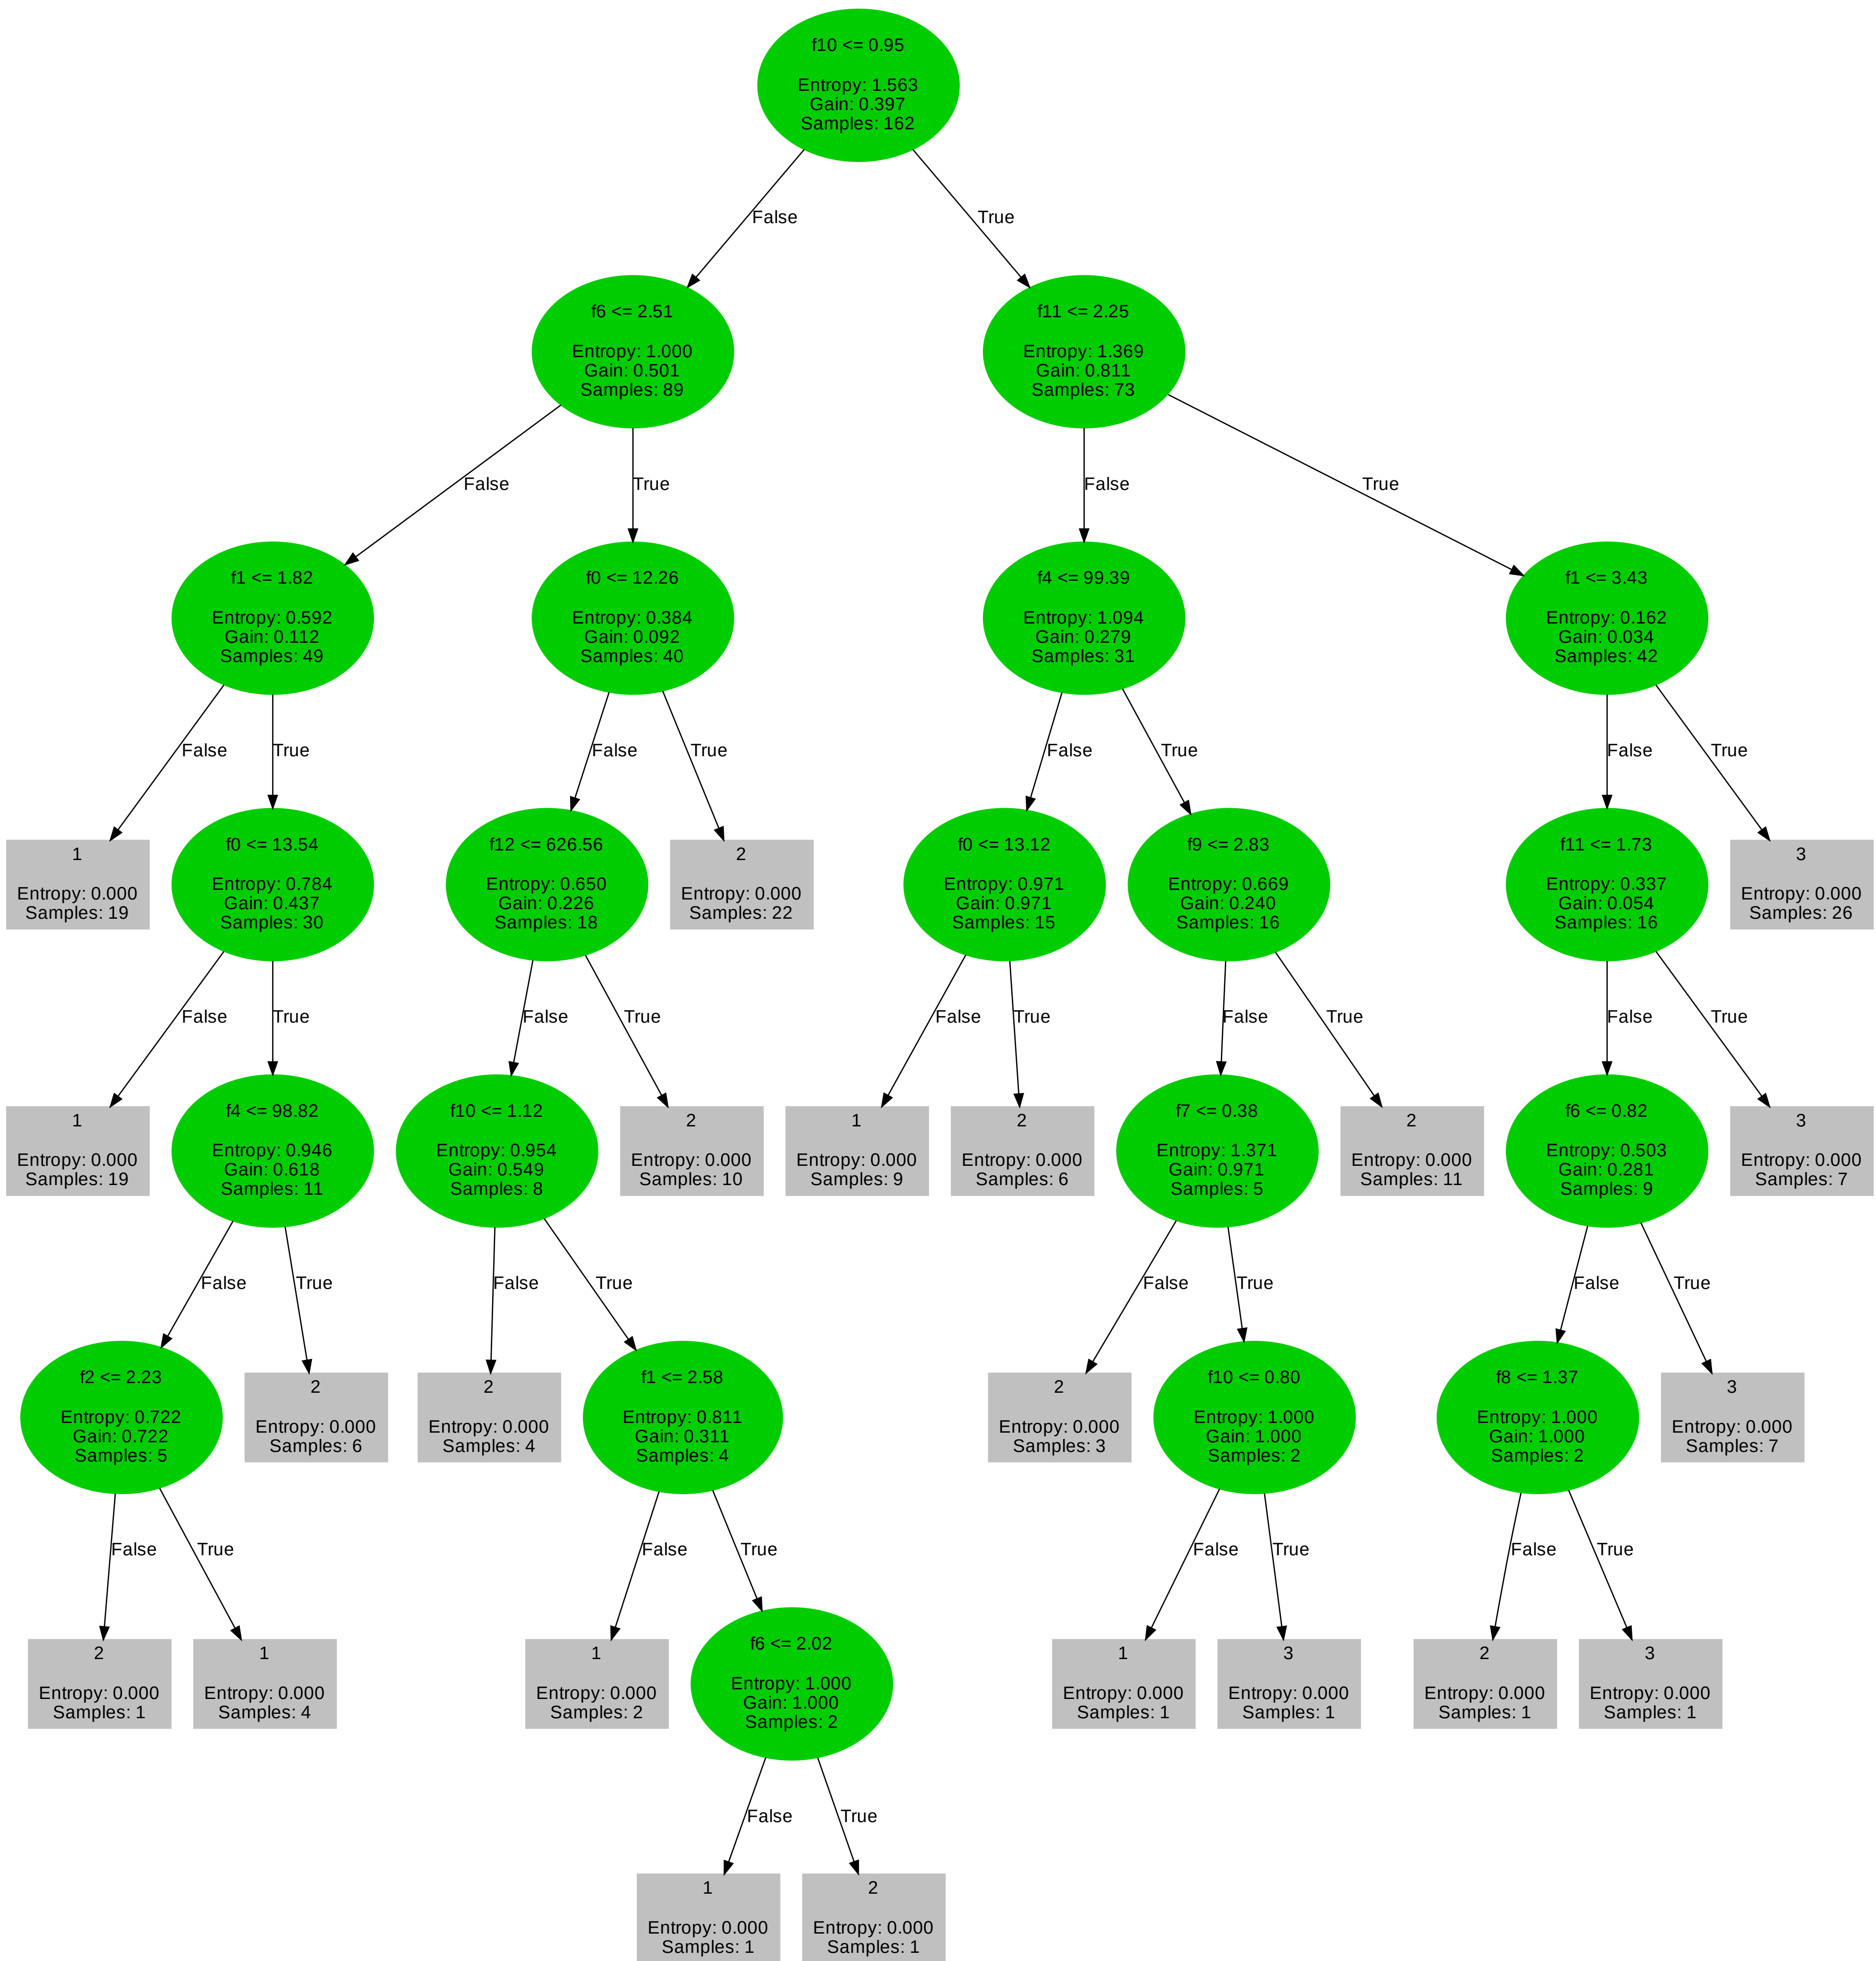 f10 <= 0.95
Entropy: 1.563
Gain: 0.397
Samples: 162
False
True
f6 <= 2.51
Entropy: 1.000
Gain: 0.501
Samples: 89
f11 <= 2.25
Entropy: 1.369
Gain: 0.811
Samples: 73
False
True
False
True
f1 <= 1.82
Entropy: 0.592
Gain: 0.112
Samples: 49
f0 <= 12.26
Entropy: 0.384
Gain: 0.092
Samples: 40
f4 <= 99.39
Entropy: 1.094
Gain: 0.279
Samples: 31
f1 <= 3.43
Entropy: 0.162
Gain: 0.034
Samples: 42
False
True
False
True
False
True
False
True
1
Entropy: 0.000
Samples: 19
f0 <= 13.54
Entropy: 0.784
Gain: 0.437
Samples: 30
f12 <= 626.56
Entropy: 0.650
Gain: 0.226
Samples: 18
2
Entropy: 0.000
Samples: 22
f0 <= 13.12
Entropy: 0.971
Gain: 0.971
Samples: 15
f9 <= 2.83
Entropy: 0.669
Gain: 0.240
Samples: 16
f11 <= 1.73
Entropy: 0.337
Gain: 0.054
Samples: 16
3
Entropy: 0.000
Samples: 26
False
True
False
True
False
True
False
True
False
True
1
Entropy: 0.000
Samples: 19
f4 <= 98.82
Entropy: 0.946
Gain: 0.618
Samples: 11
f10 <= 1.12
Entropy: 0.954
Gain: 0.549
Samples: 8
2
Entropy: 0.000
Samples: 10
1
Entropy: 0.000
Samples: 9
2
Entropy: 0.000
Samples: 6
f7 <= 0.38
Entropy: 1.371
Gain: 0.971
Samples: 5
2
Entropy: 0.000
Samples: 11
f6 <= 0.82
Entropy: 0.503
Gain: 0.281
Samples: 9
3
Entropy: 0.000
Samples: 7
False
True
False
True
False
True
False
True
f2 <= 2.23
Entropy: 0.722
Gain: 0.722
Samples: 5
2
Entropy: 0.000
Samples: 6
2
Entropy: 0.000
Samples: 4
f1 <= 2.58
Entropy: 0.811
Gain: 0.311
Samples: 4
2
Entropy: 0.000
Samples: 3
f10 <= 0.80
Entropy: 1.000
Gain: 1.000
Samples: 2
f8 <= 1.37
Entropy: 1.000
Gain: 1.000
Samples: 2
3
Entropy: 0.000
Samples: 7
False
True
False
True
False
True
False
True
2
Entropy: 0.000
Samples: 1
1
Entropy: 0.000
Samples: 4
1
Entropy: 0.000
Samples: 2
f6 <= 2.02
Entropy: 1.000
Gain: 1.000
Samples: 2
1
Entropy: 0.000
Samples: 1
3
Entropy: 0.000
Samples: 1
2
Entropy: 0.000
Samples: 1
3
Entropy: 0.000
Samples: 1
False
True
1
Entropy: 0.000
Samples: 1
2
Entropy: 0.000
Samples: 1